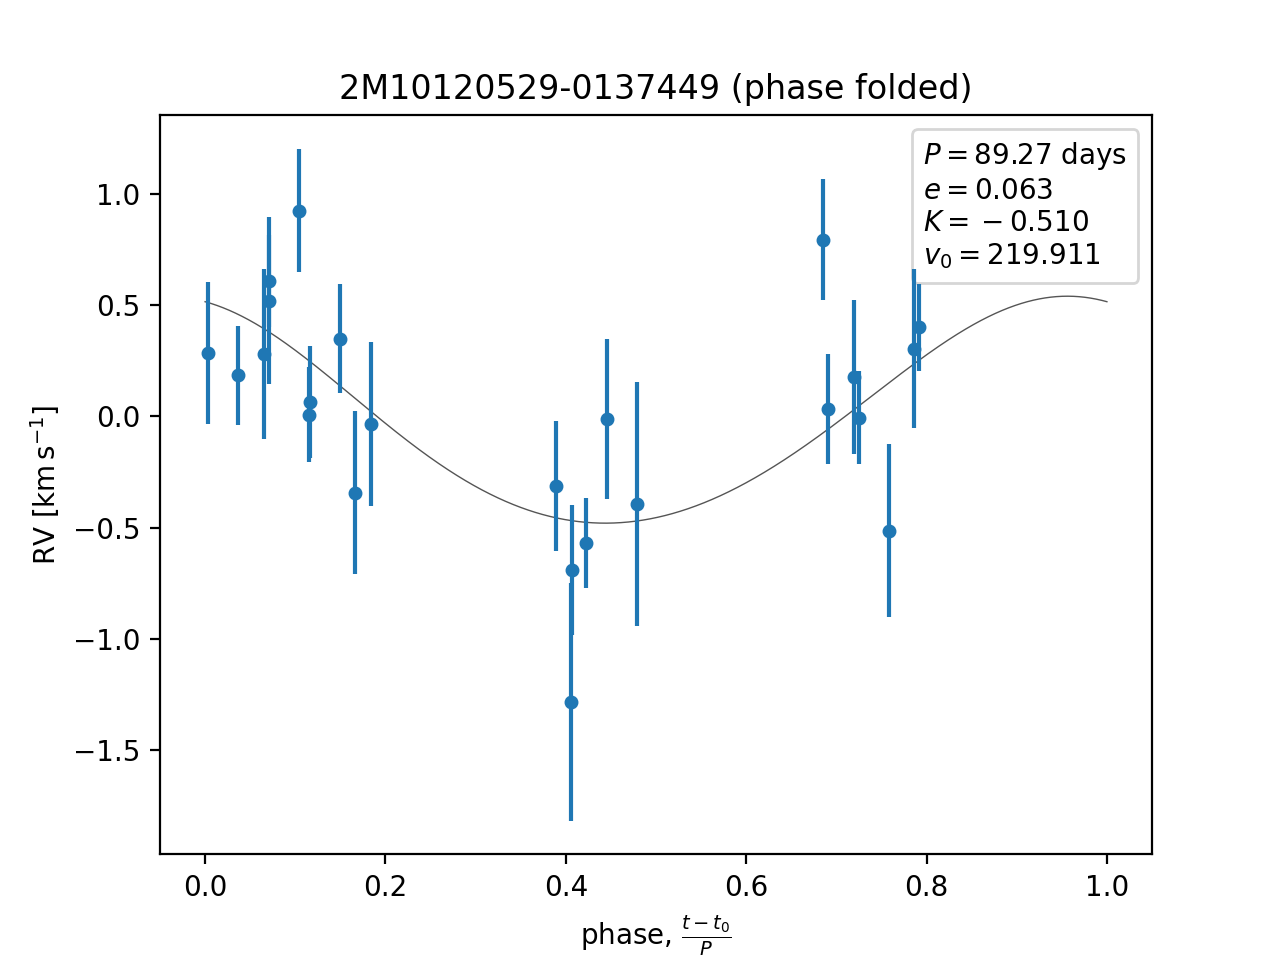 2M10120529-0137449 (phase folded)
P = 89.27 days
e = 0.063
K = −0.510
v₀ = 219.911
RV [km s⁻¹]
1.0
0.5
0.0
−0.5
−1.0
−1.5
0.0 0.2 0.4 0.6 0.8 1.0
phase, (t − t₀)/P